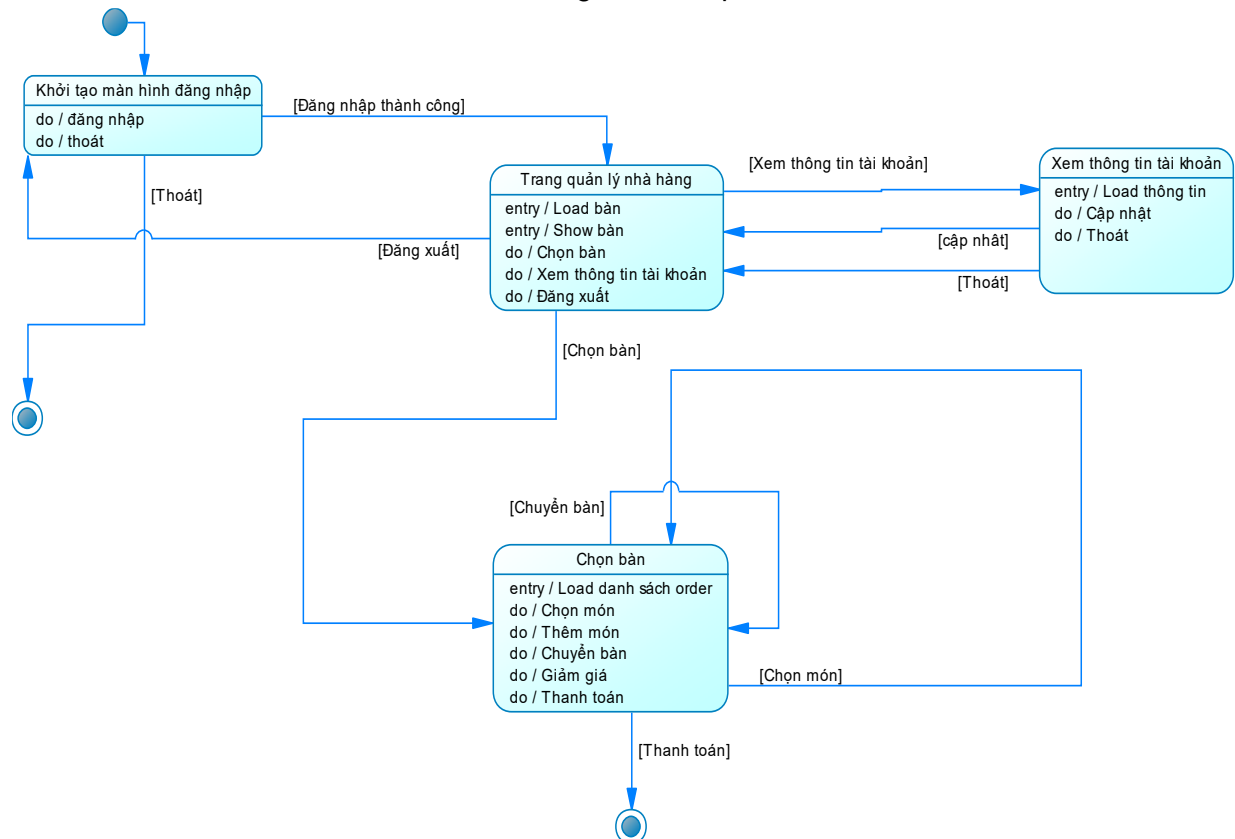 Khởi tạo màn hình đăng nhập
do / đăng nhập
do / thoát
[Đăng nhập thành công]
[Thoát]
[Đăng xuất]
Trang quản lý nhà hàng
entry / Load bàn
entry / Show bàn
do / Chọn bàn
do / Xem thông tin tài khoản
do / Đăng xuất
[Xem thông tin tài khoản]
[cập nhât]
[Thoát]
Xem thông tin tài khoản
entry / Load thông tin
do / Cập nhật
do / Thoát
[Chọn bàn]
[Chuyển bàn]
Chọn bàn
entry / Load danh sách order
do / Chọn món
do / Thêm món
do / Chuyển bàn
do / Giảm giá
do / Thanh toán
[Chọn món]
[Thanh toán]